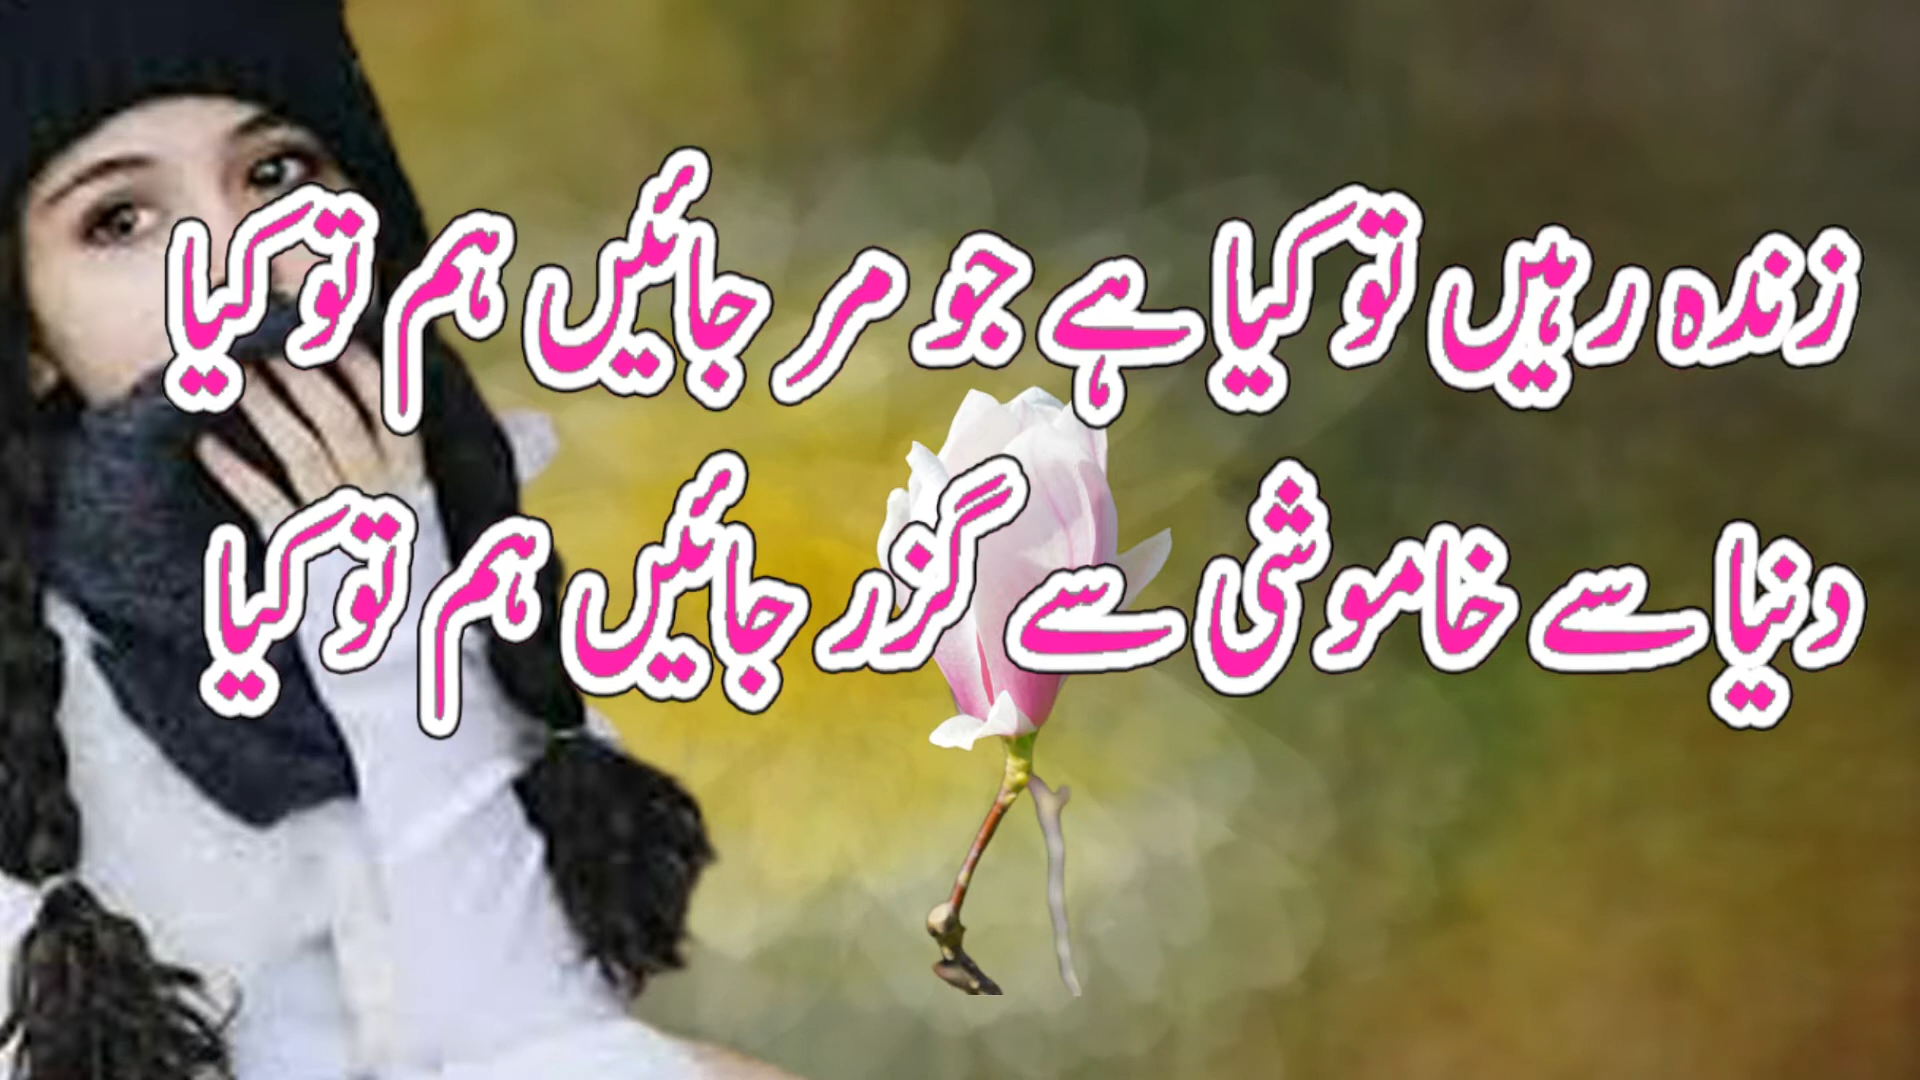 زندہ رہیں تو کیا ہے جو مر جائیں ہم تو کیا
دنیا سے خاموشی سے گزر جائیں ہم تو کیا